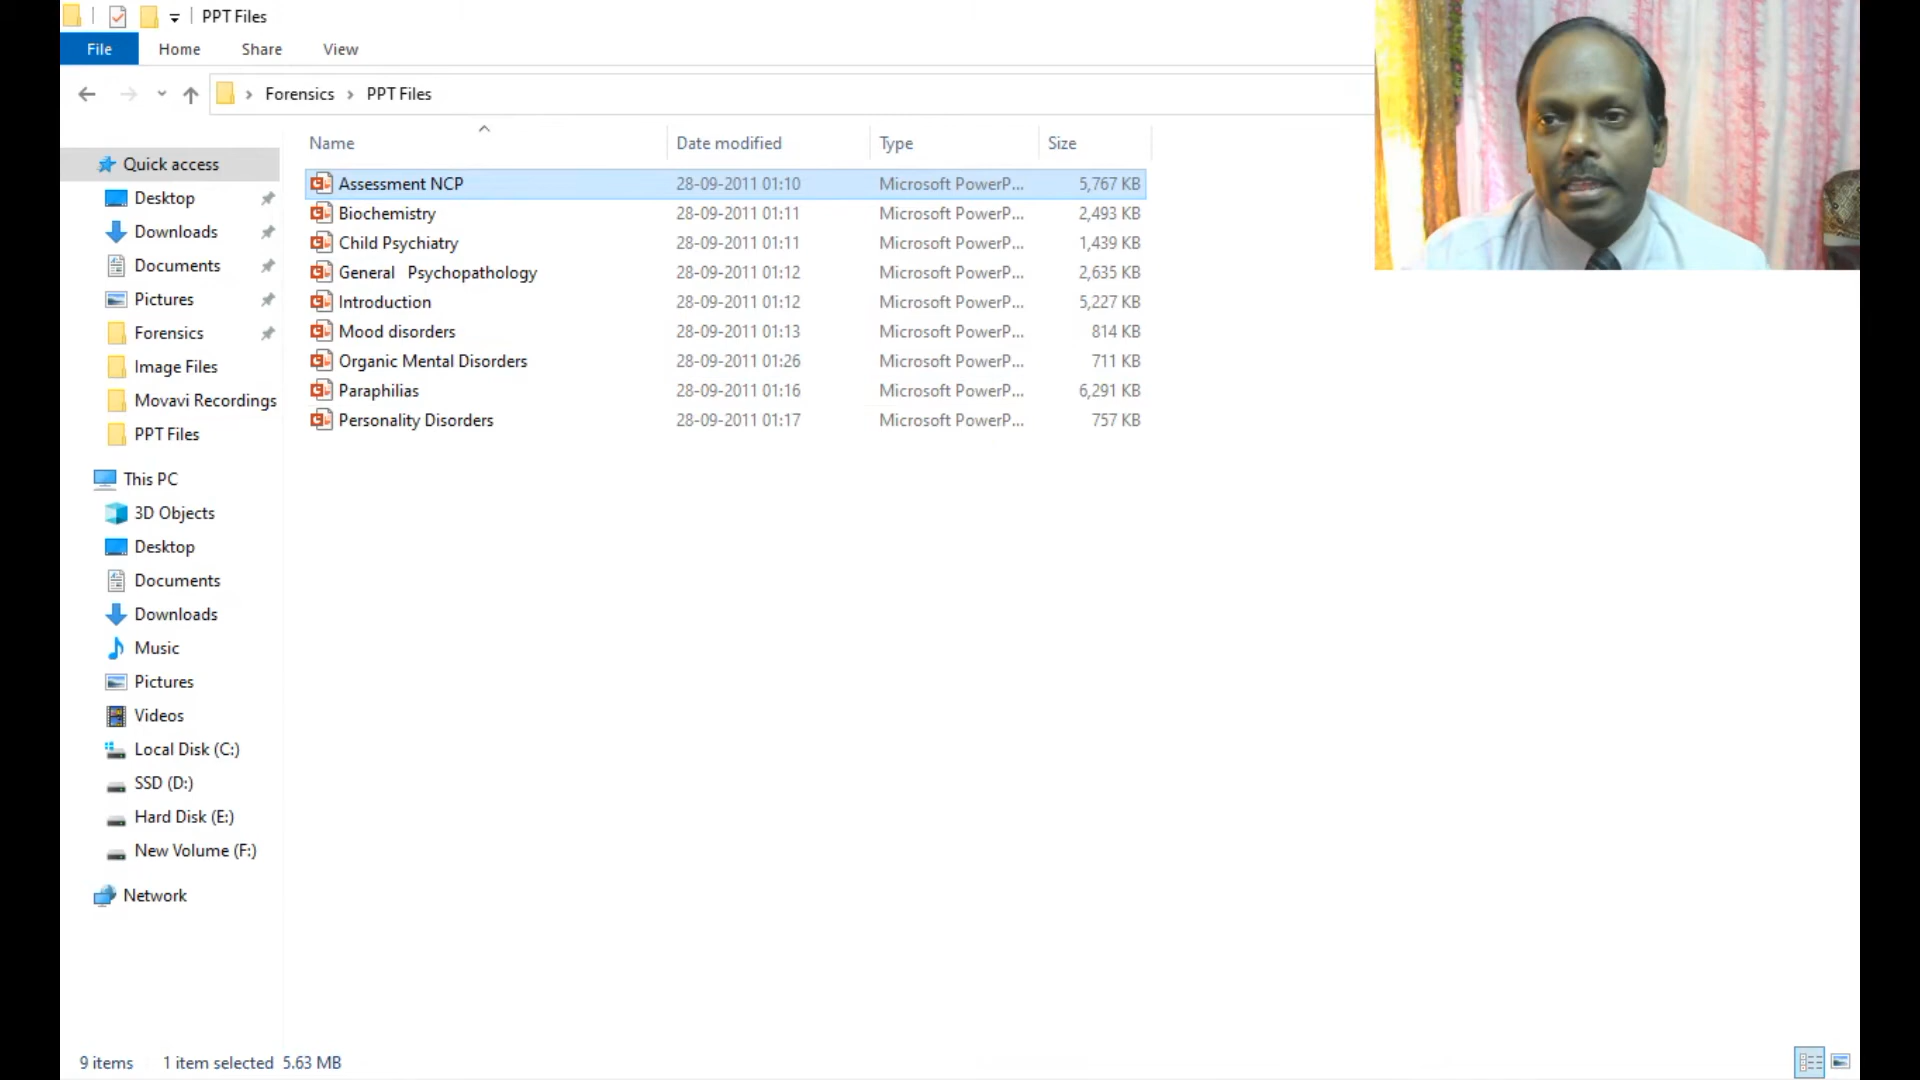 PPT Files
File Home Share View
Forensics PPT Files
Name Date modified Type Size
Quick access
Desktop
Downloads
Documents
Pictures
Forensics
Image Files
Movavi Recordings
PPT Files
This PC
3D Objects
Desktop
Documents
Downloads
Music
Pictures
Videos
Local Disk (C:)
SSD (D:)
Hard Disk (E:)
New Volume (F:)
Network
Assessment NCP 28-09-2011 01:10 Microsoft PowerP... 5,767 KB
Biochemistry 28-09-2011 01:11 Microsoft PowerP... 2,493 KB
Child Psychiatry 28-09-2011 01:11 Microsoft PowerP... 1,439 KB
General Psychopathology 28-09-2011 01:12 Microsoft PowerP... 2,635 KB
Introduction 28-09-2011 01:12 Microsoft PowerP... 5,227 KB
Mood disorders 28-09-2011 01:13 Microsoft PowerP... 814 KB
Organic Mental Disorders 28-09-2011 01:26 Microsoft PowerP... 711 KB
Paraphilias 28-09-2011 01:16 Microsoft PowerP... 6,291 KB
Personality Disorders 28-09-2011 01:17 Microsoft PowerP... 757 KB
9 items 1 item selected 5.63 MB